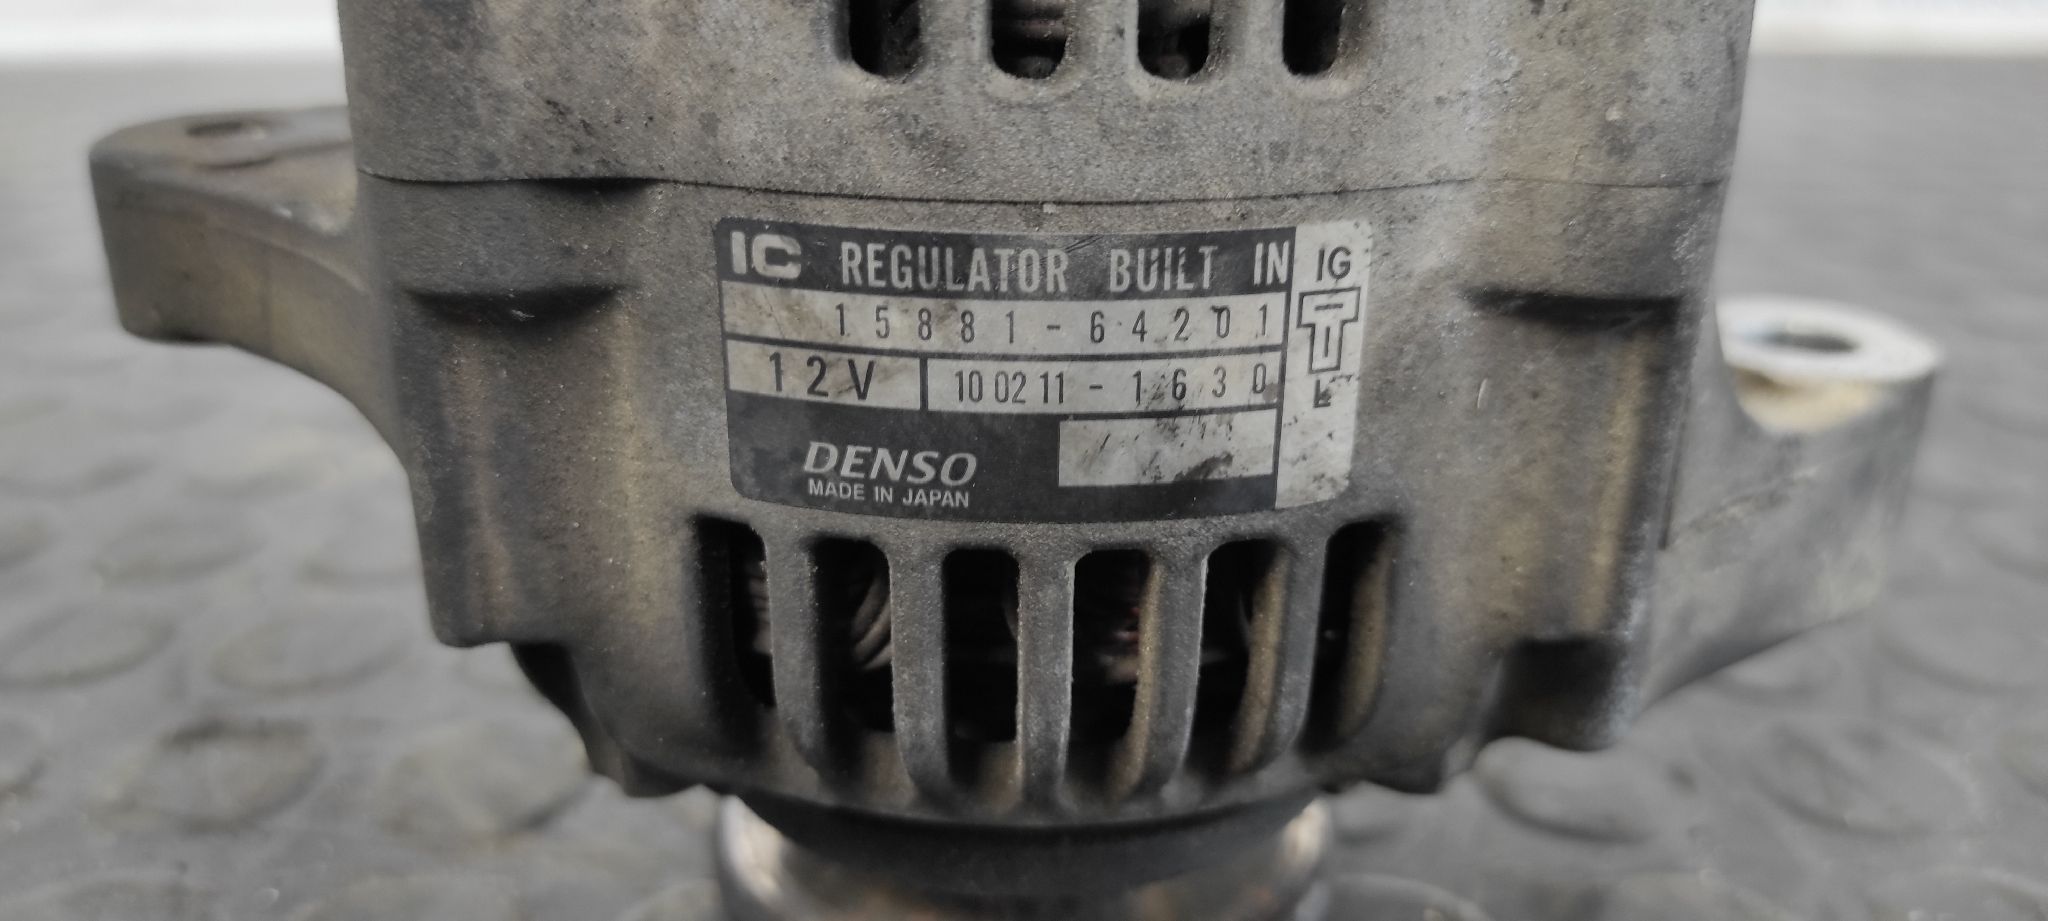 IC REGULATOR BUILT IN
IG
15881-64201
12V
100211-1630
L
DENSO
MADE IN JAPAN